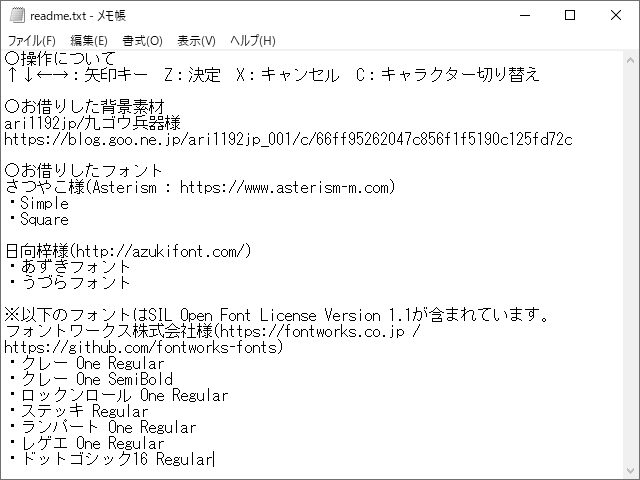 readme.txt - メモ帳
ファイル(F) 編集(E) 書式(O) 表示(V) ヘルプ(H)
○操作について
↑↓←→：矢印キー　Z：決定　X：キャンセル　C：キャラクター切り替え
○お借りした背景素材
ari1192jp/九ゴウ兵器様
https://blog.goo.ne.jp/ari1192jp_001/c/66ff95262047c856f1f5190c125fd72c
○お借りしたフォント
さつやこ様(Asterism : https://www.asterism-m.com)
・Simple
・Square
日向梓様(http://azukifont.com/)
・あずきフォント
・うづらフォント
※以下のフォントはSIL Open Font License Version 1.1が含まれています。
フォントワークス株式会社様(https://fontworks.co.jp /
https://github.com/fontworks-fonts)
・クレー One Regular
・クレー One SemiBold
・ロックンロール One Regular
・ステッキ Regular
・ランパート One Regular
・レゲエ One Regular
・ドットゴシック16 Regular